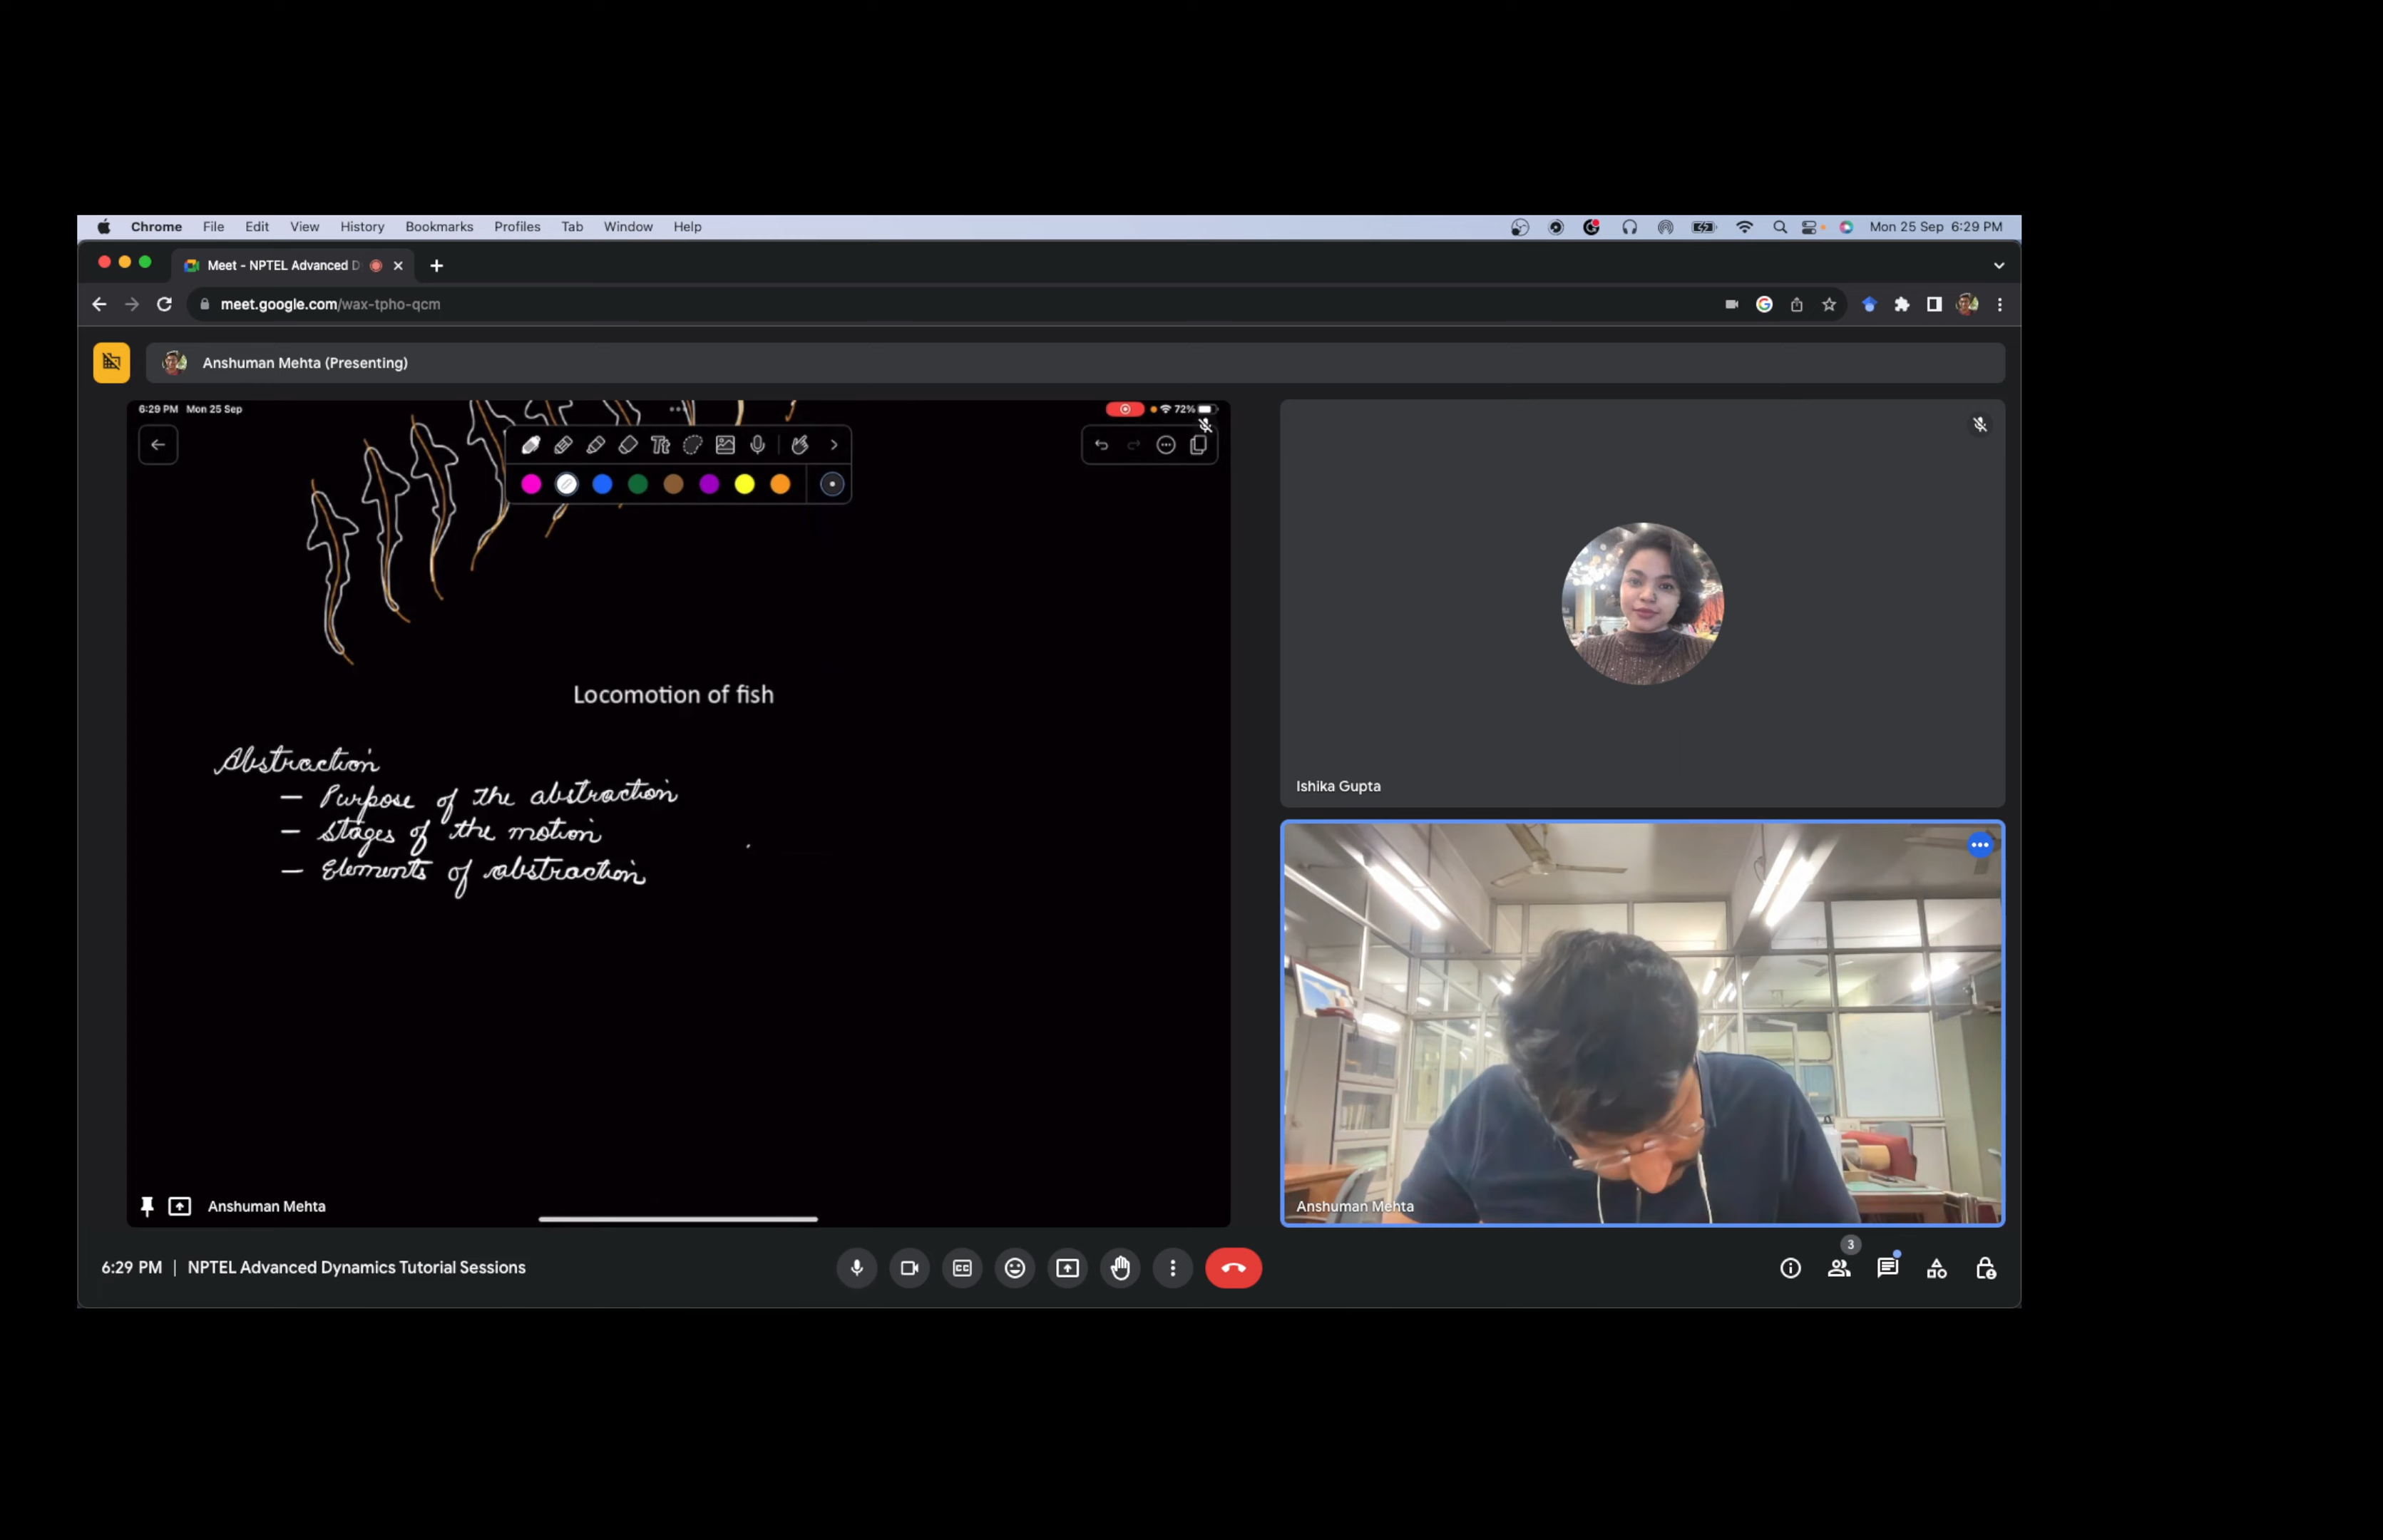 Chrome File Edit View History Bookmarks Profiles Tab Window Help Mon 25 Sep 6:29 PM
Meet - NPTEL Advanced D
meet.google.com/wax-tpho-qcm
Anshuman Mehta (Presenting)
6:29 PM Mon 25 Sep 72%
Tt
Locomotion of fish
Abstraction
— Purpose of the abstraction
— Stages of the motion
— Elements of abstraction
Anshuman Mehta
Ishika Gupta
Anshuman Mehta
6:29 PM | NPTEL Advanced Dynamics Tutorial Sessions
CC
3